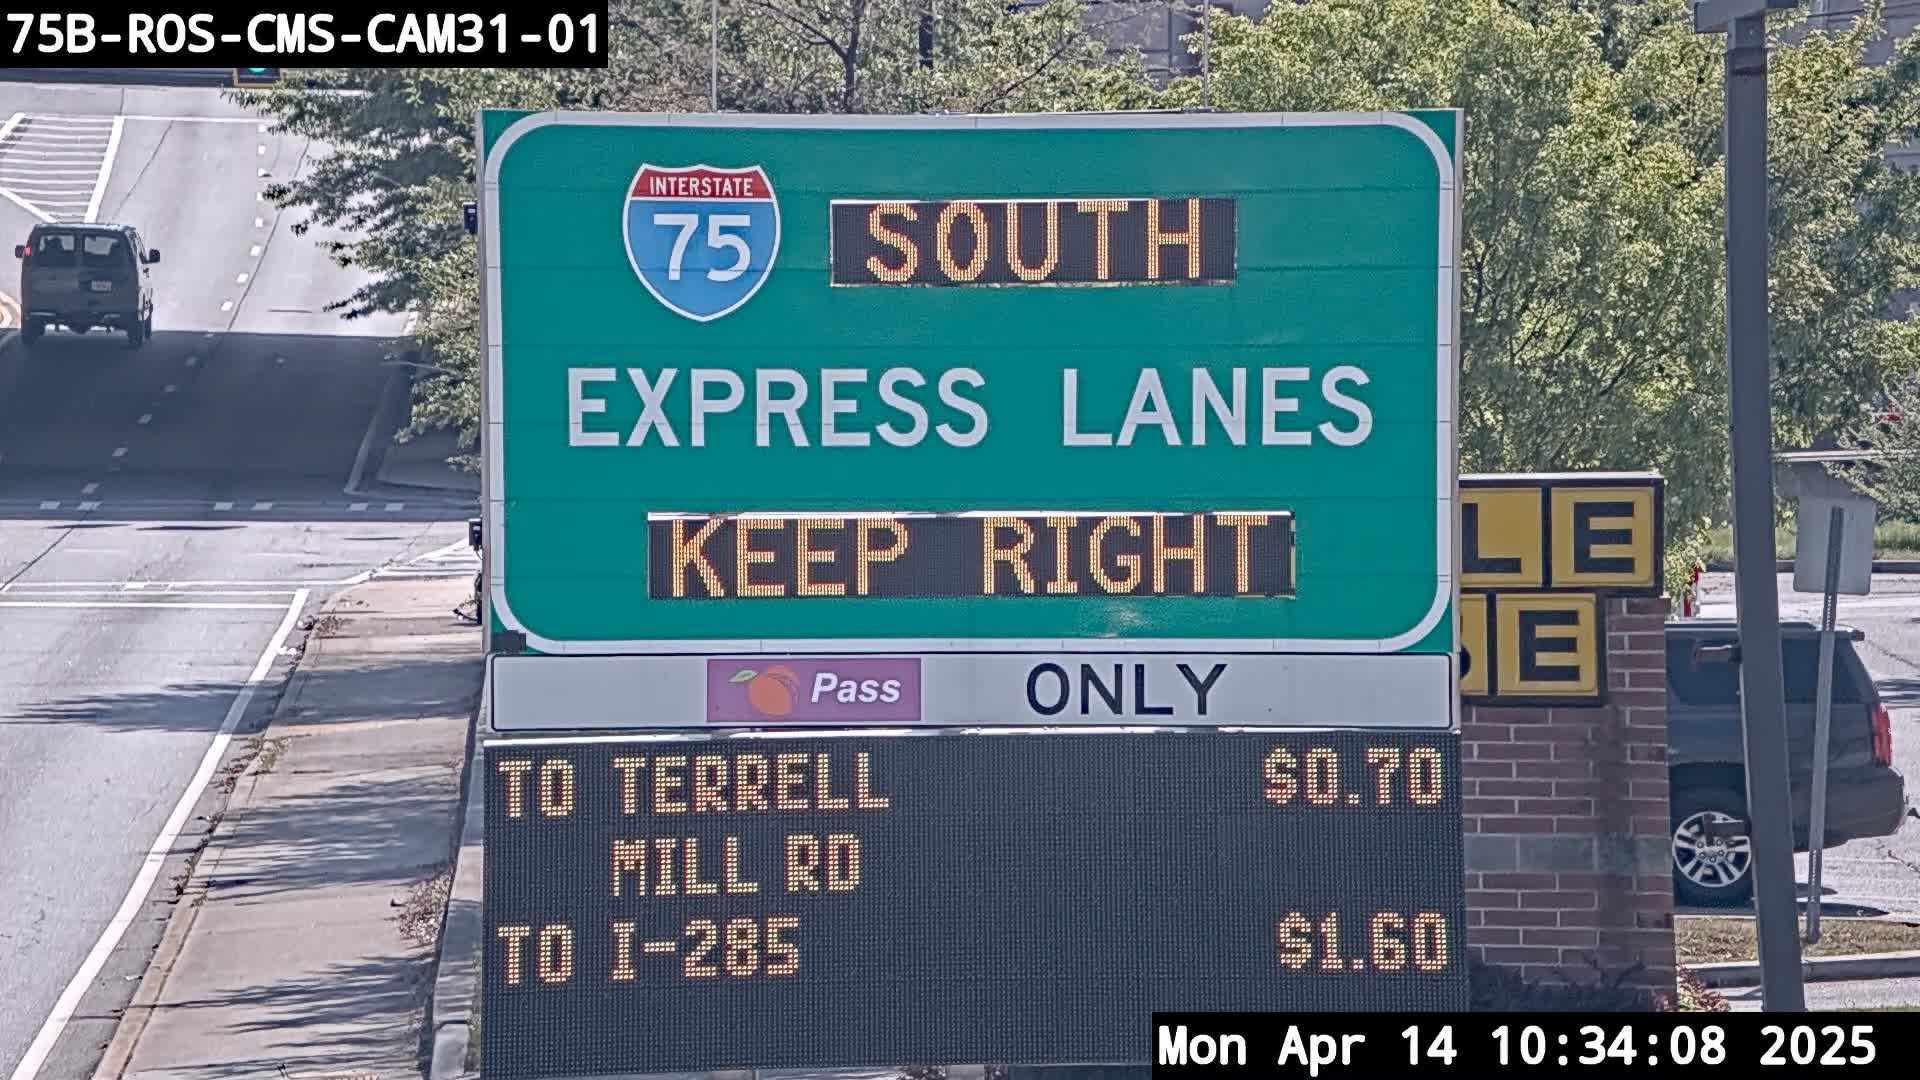 75B-ROS-CMS-CAM31-01
INTERSTATE
75
SOUTH
EXPRESS LANES
KEEP RIGHT
Pass ONLY
TO TERRELL $0.70
MILL RD
TO I-285 $1.60
LE
E
Mon Apr 14 10:34:08 2025